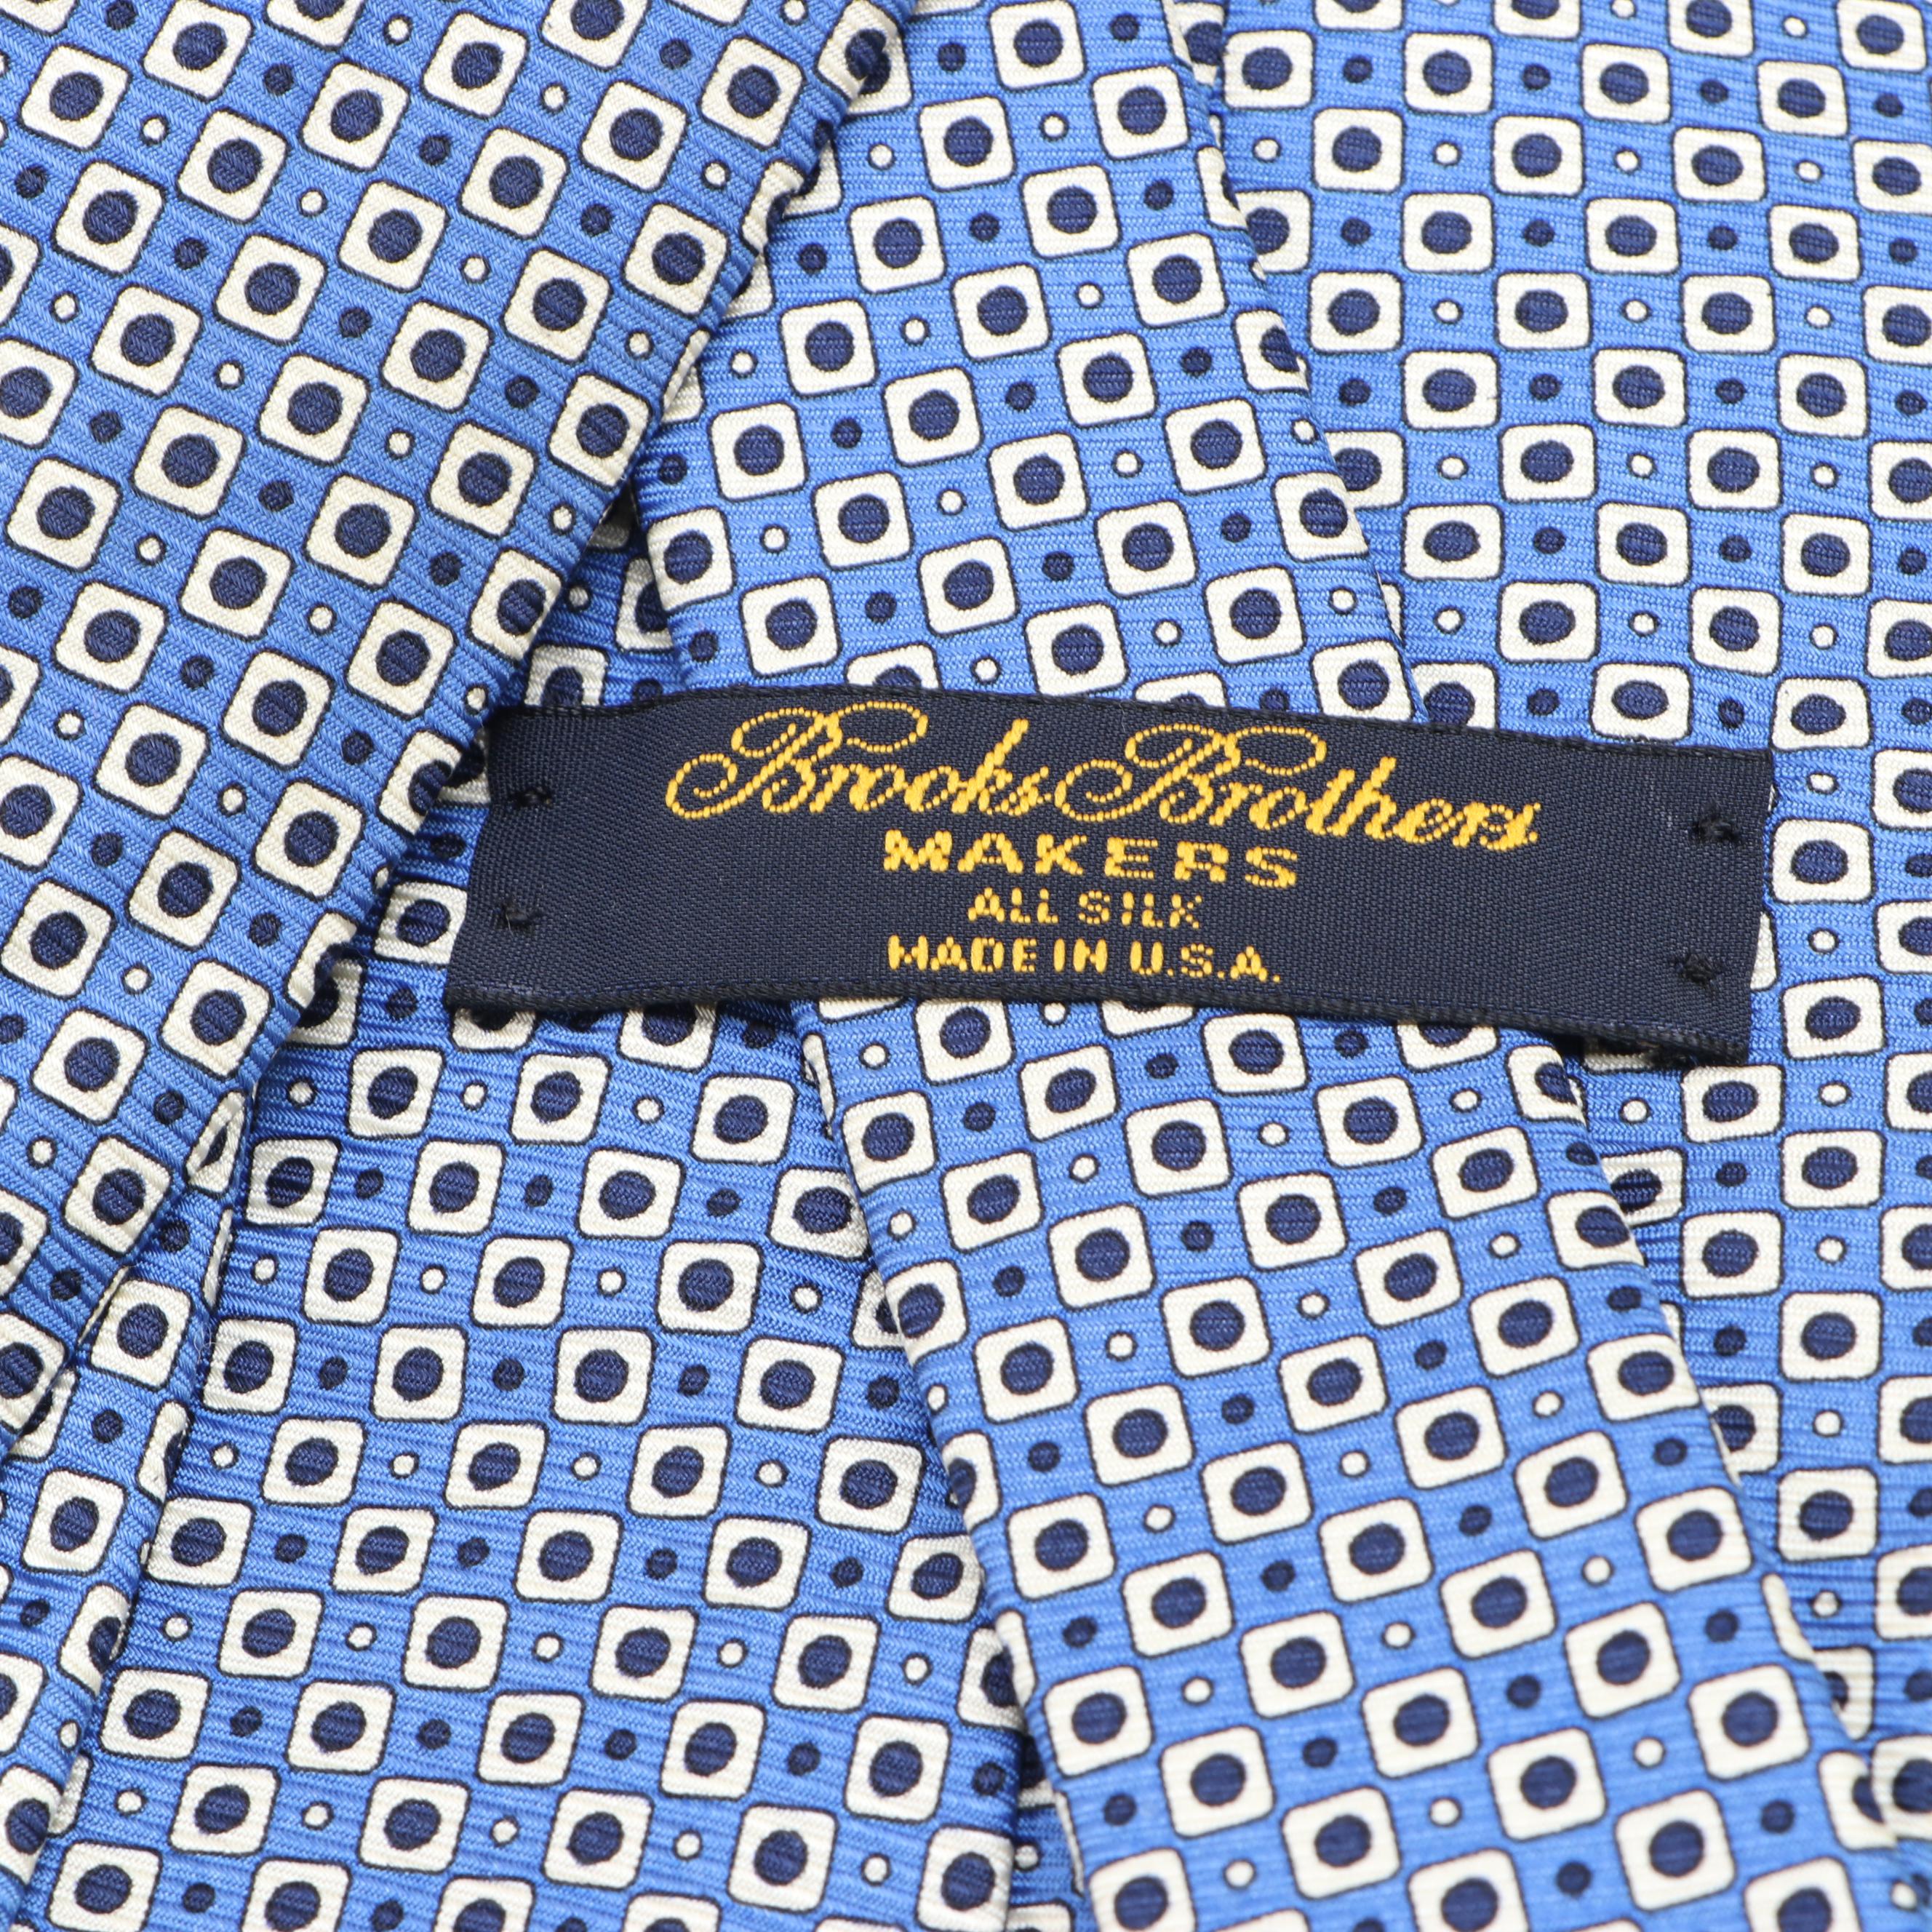 Brooks Brothers
MAKERS
ALL SILK
MADE IN U.S.A.